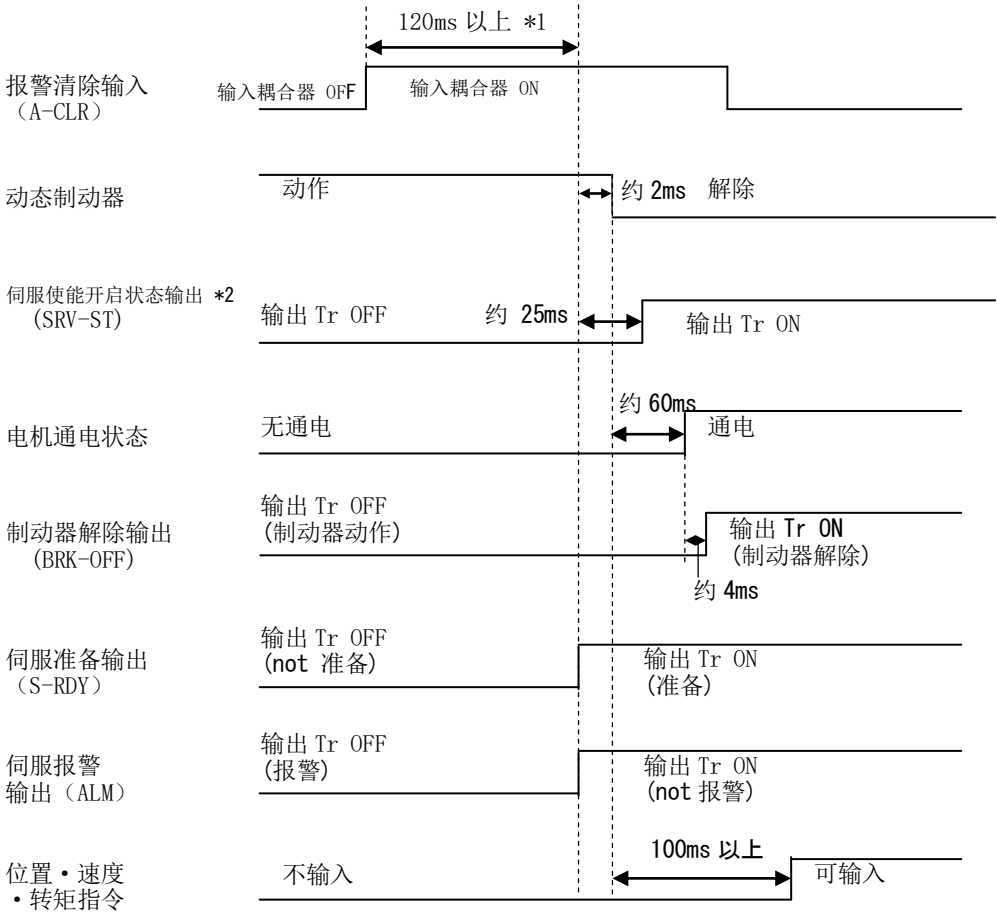 120ms 以上 *1
报警清除输入
（A-CLR）
输入耦合器 OFF
输入耦合器 ON
动态制动器
动作
约 2ms
解除
伺服使能开启状态输出 *2
(SRV-ST)
输出 Tr OFF
约 25ms
输出 Tr ON
电机通电状态
无通电
约 60ms
通电
制动器解除输出
(BRK-OFF)
输出 Tr OFF
(制动器动作)
输出 Tr ON
(制动器解除)
约 4ms
伺服准备输出
（S-RDY）
输出 Tr OFF
(not 准备)
输出 Tr ON
(准备)
伺服报警
输出（ALM）
输出 Tr OFF
(报警)
输出 Tr ON
(not 报警)
位置・速度
・转矩指令
不输入
100ms 以上
可输入